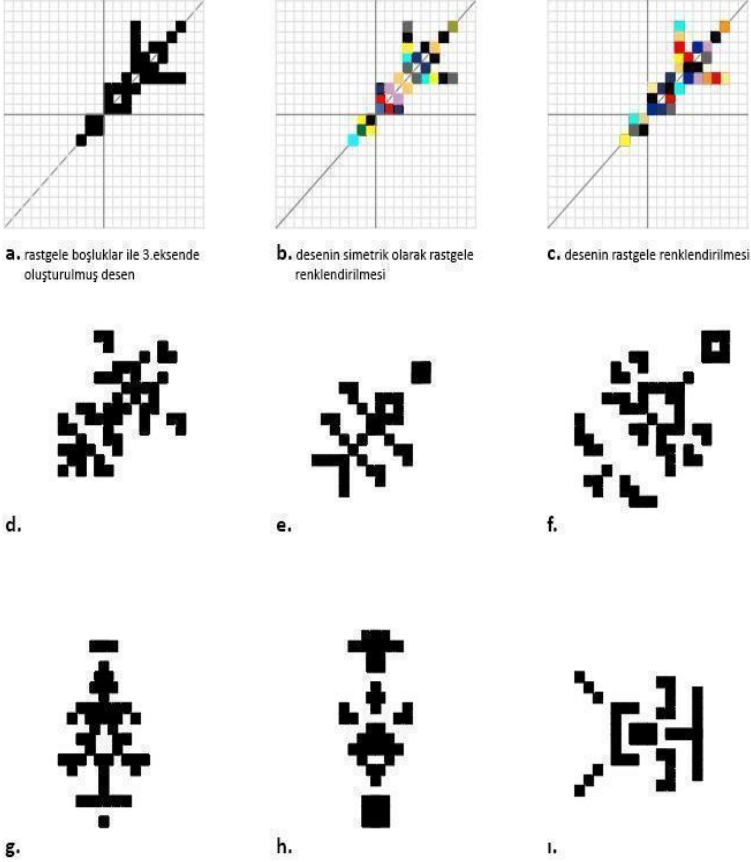 a. rastgele boşluklar ile 3.eksende
oluşturulmuş desen
b. desenin simetrik olarak rastgele
renklendirilmesi
c. desenin rastgele renklendirilmesi
d.
e.
f.
g.
h.
ı.